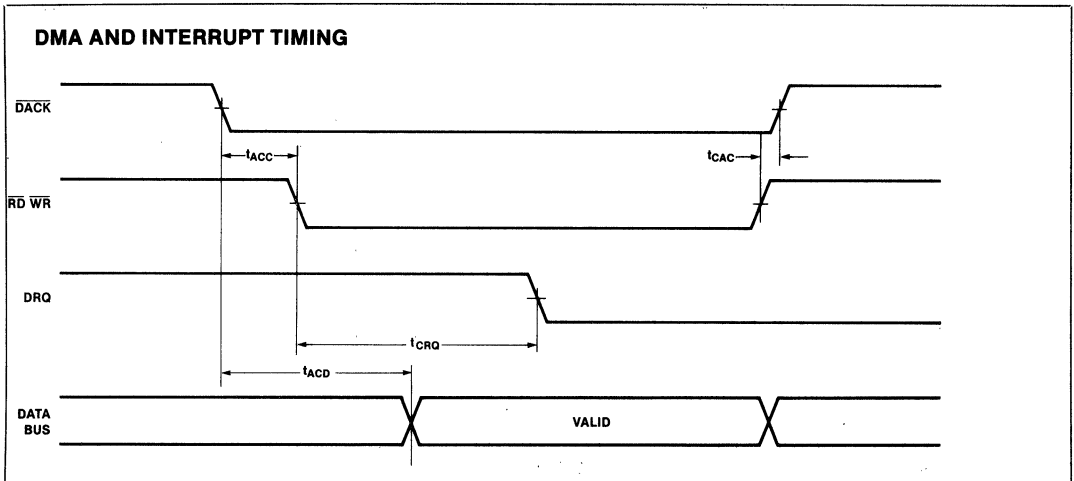 DMA AND INTERRUPT TIMING
DACK
tACC
tCAC
RD WR
DRQ
tCRQ
tACD
DATA
BUS
VALID